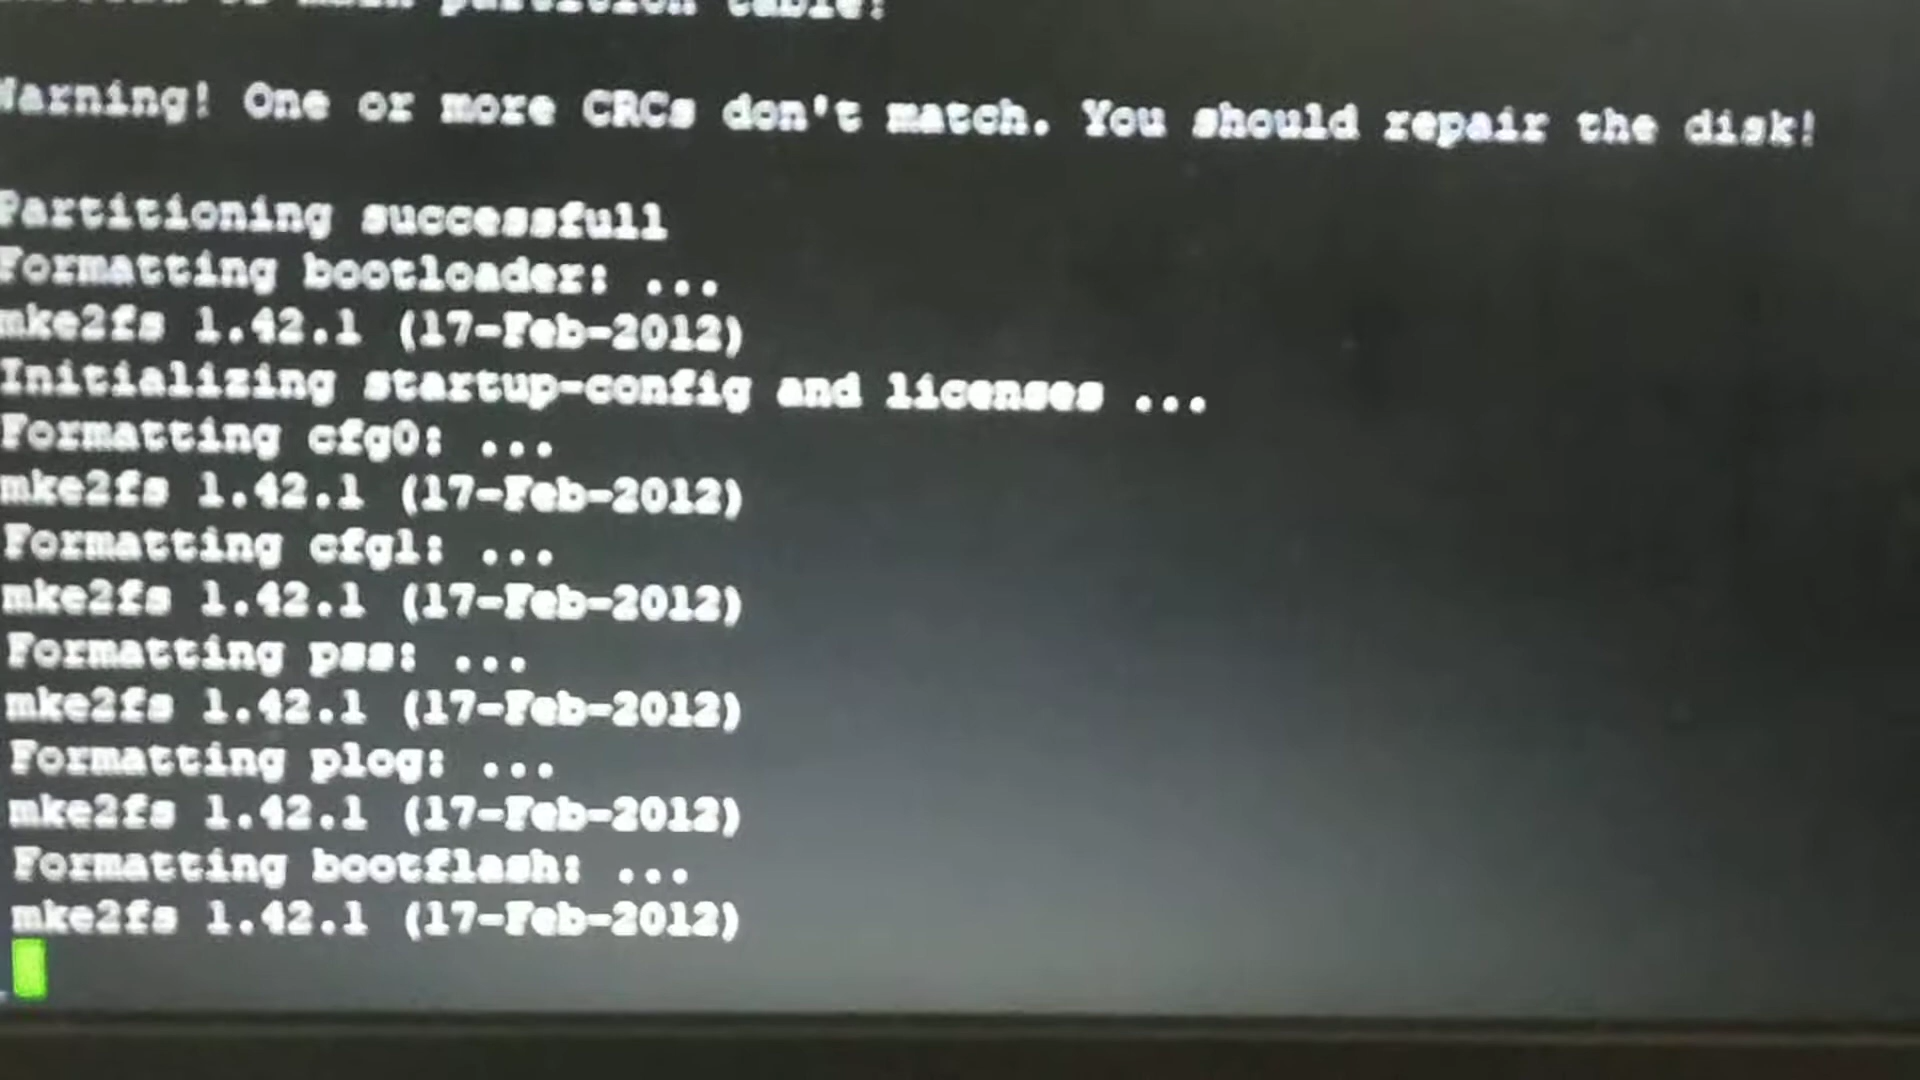 partition table!
Warning! One or more CRCs don't match. You should repair the disk!
Partitioning successfull
Formatting bootloader: ...
mke2fs 1.42.1 (17-Feb-2012)
Initializing startup-config and licenses ...
Formatting cfg0: ...
mke2fs 1.42.1 (17-Feb-2012)
Formatting cfg1: ...
mke2fs 1.42.1 (17-Feb-2012)
Formatting pss: ...
mke2fs 1.42.1 (17-Feb-2012)
Formatting plog: ...
mke2fs 1.42.1 (17-Feb-2012)
Formatting bootflash: ...
mke2fs 1.42.1 (17-Feb-2012)